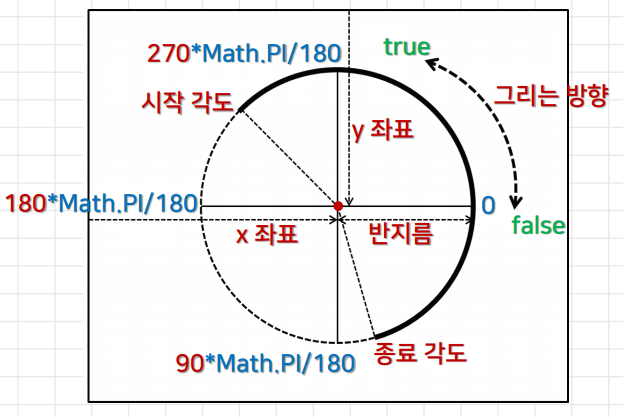 270*Math.PI/180
true
시작 각도
그리는 방향
y 좌표
180*Math.PI/180
0
x 좌표
반지름
false
90*Math.PI/180
종료 각도